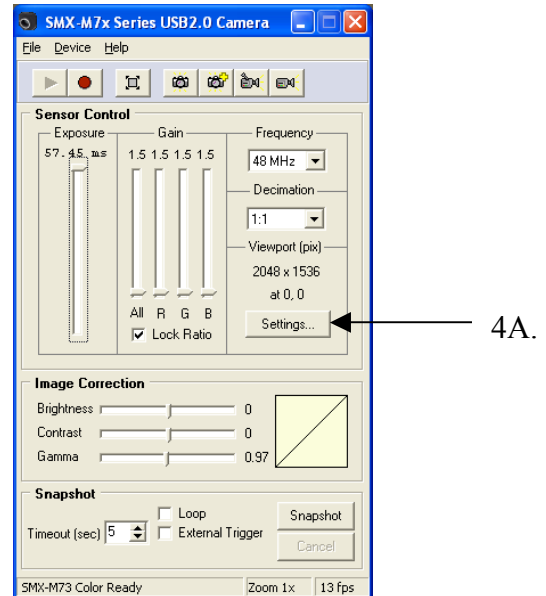 SMX-M7x Series USB2.0 Camera
File Device Help
Sensor Control
Exposure
57.45 ms
Gain
1.5 1.5 1.5 1.5
All R G B
Lock Ratio
Frequency
48 MHz
Decimation
1:1
Viewport (pix)
2048 x 1536
at 0, 0
Settings...
4A.
Image Correction
Brightness 0
Contrast 0
Gamma 0.97
Snapshot
Timeout (sec) 5
Loop
External Trigger
Snapshot
Cancel
SMX-M73 Color Ready Zoom 1x 13 fps